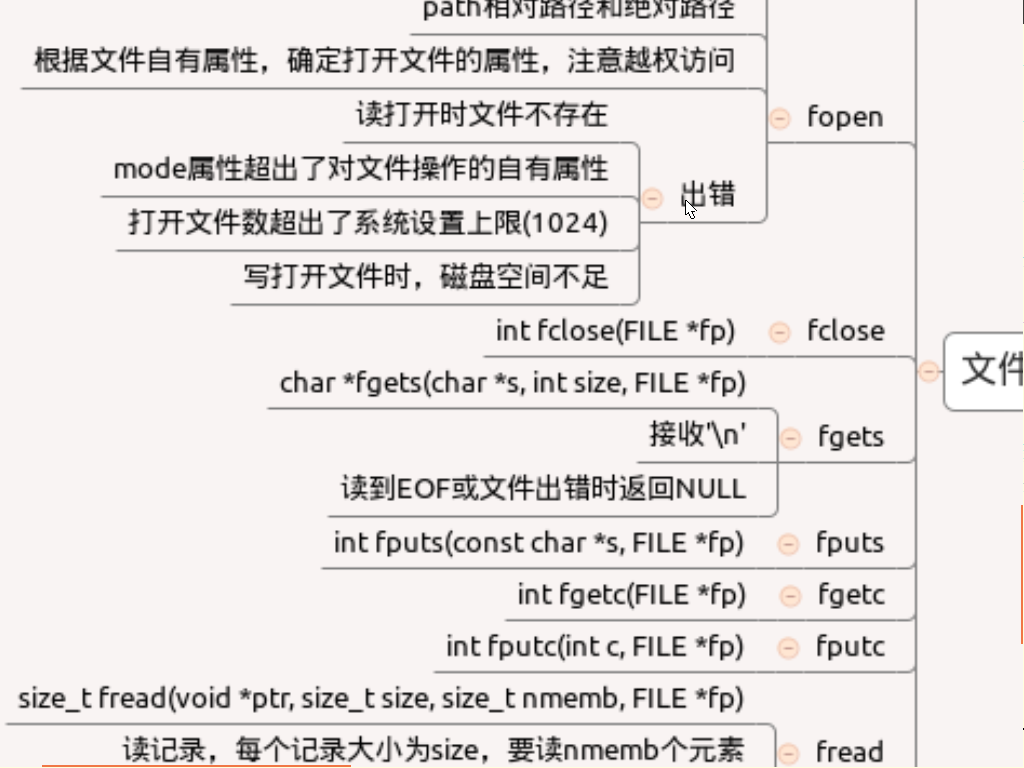 path相对路径和绝对路径
根据文件自有属性，确定打开文件的属性，注意越权访问
fopen
读打开时文件不存在
mode属性超出了对文件操作的自有属性
出错
打开文件数超出了系统设置上限(1024)
写打开文件时，磁盘空间不足
int fclose(FILE *fp)
fclose
文件
char *fgets(char *s, int size, FILE *fp)
接收'\n'
fgets
读到EOF或文件出错时返回NULL
int fputs(const char *s, FILE *fp)
fputs
int fgetc(FILE *fp)
fgetc
int fputc(int c, FILE *fp)
fputc
size_t fread(void *ptr, size_t size, size_t nmemb, FILE *fp)
读记录，每个记录大小为size，要读nmemb个元素
fread